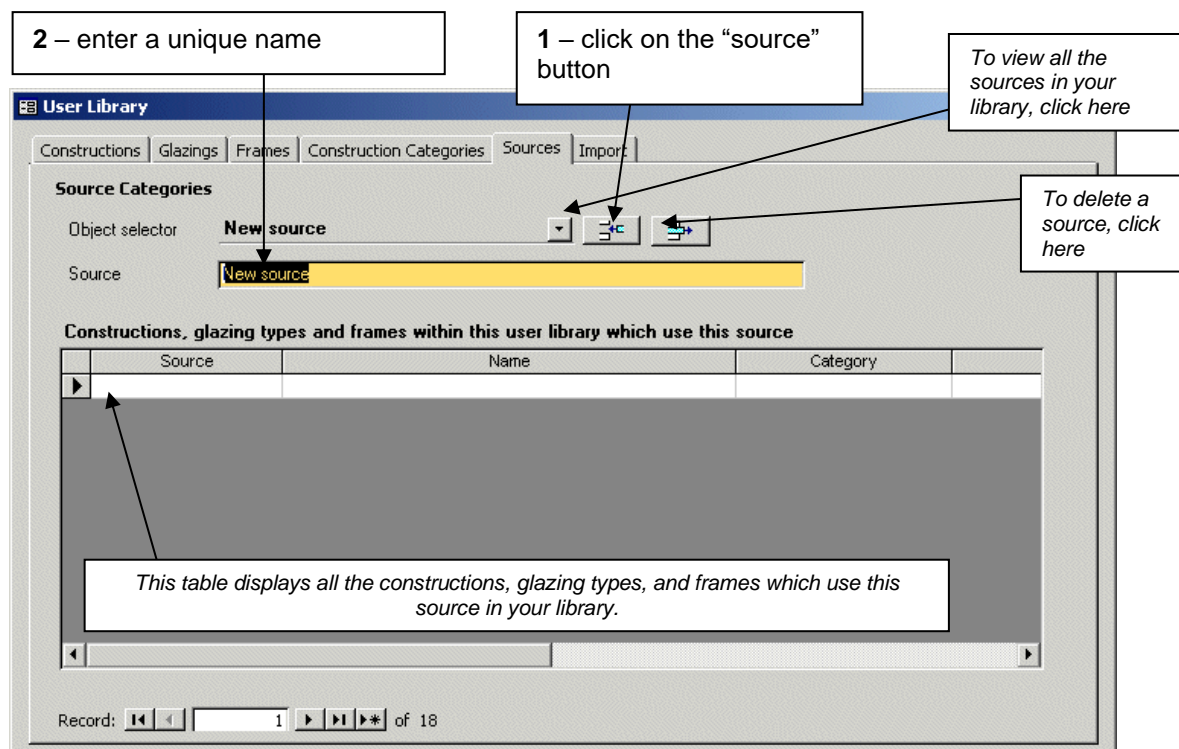 2 – enter a unique name
1 – click on the “source”
button
To view all the
sources in your
library, click here
User Library
Constructions Glazings Frames Construction Categories Sources Import
Source Categories
To delete a
source, click
here
Object selector New source
Source New source
Constructions, glazing types and frames within this user library which use this source
Source Name Category
This table displays all the constructions, glazing types, and frames which use this
source in your library.
Record: 1 of 18